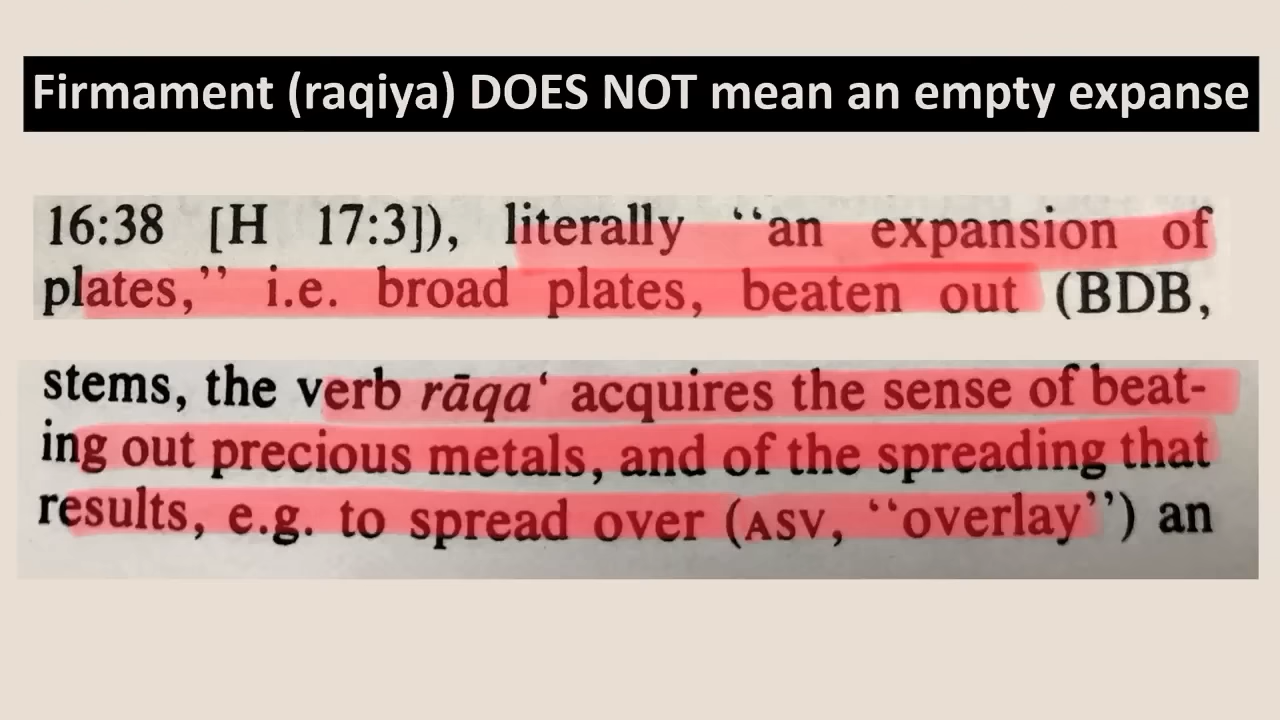 Firmament (raqiya) DOES NOT mean an empty expanse
16:38 [H 17:3]), literally ‘‘an expansion of
plates,’’ i.e. broad plates, beaten out (BDB,
stems, the verb rāqa‘ acquires the sense of beat-
ing out precious metals, and of the spreading that
results, e.g. to spread over (ASV, ‘‘overlay’’) an